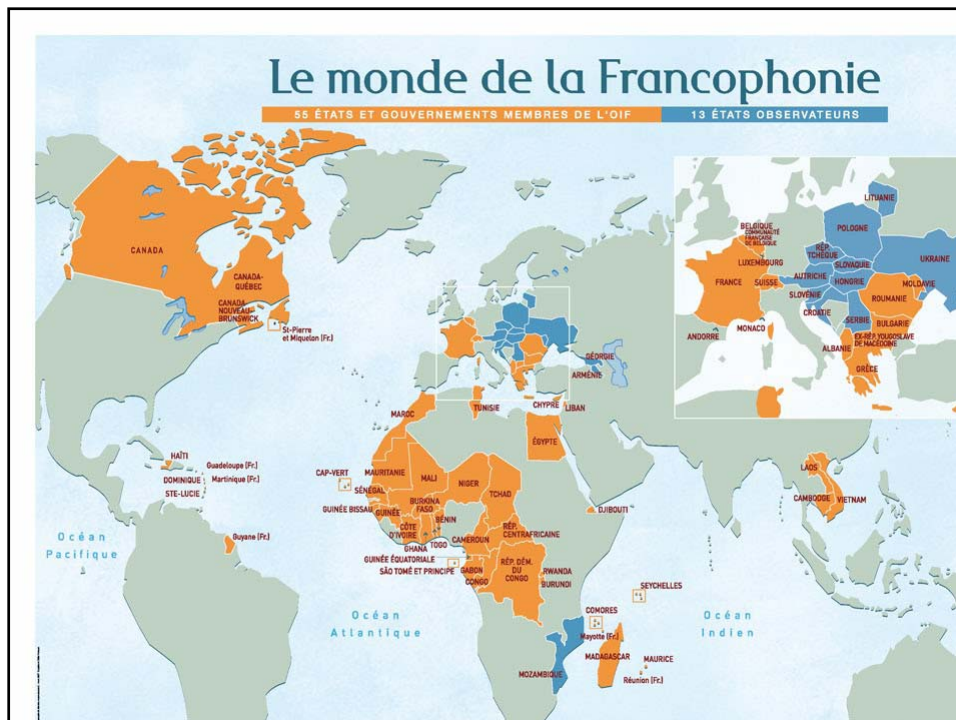 Le monde de la Francophonie
55 ÉTATS ET GOUVERNEMENTS MEMBRES DE L'OIF
13 ÉTATS OBSERVATEURS
CANADA
CANADA-
QUÉBEC
CANADA
NOUVEAU-
BRUNSWICK
St-Pierre
et Miquelon (Fr.)
LITUANIE
BELGIQUE
COMMUNAUTÉ
FRANÇAISE
DE BELGIQUE
POLOGNE
RÉP.
TCHÈQUE
UKRAINE
LUXEMBOURG
SLOVAQUIE
FRANCE
SUISSE
AUTRICHE
HONGRIE
MOLDAVIE
SLOVÉNIE
ROUMANIE
CROATIE
SERBIE
BULGARIE
MONACO
ANDORRE
EX-RÉP. YOUGOSLAVE
DE MACÉDOINE
ALBANIE
GRÈCE
GÉORGIE
ARMÉNIE
CHYPRE
LIBAN
TUNISIE
MAROC
ÉGYPTE
HAÏTI
Guadeloupe (Fr.)
DOMINIQUE
Martinique (Fr.)
STE-LUCIE
CAP-VERT
MAURITANIE
MALI
NIGER
TCHAD
SÉNÉGAL
GUINÉE BISSAU
GUINÉE
BURKINA
FASO
BÉNIN
CÔTE
D'IVOIRE
GHANA
TOGO
CAMEROUN
RÉP.
CENTRAFRICAINE
DJIBOUTI
LAOS
CAMBODGE
VIETNAM
Océan
Pacifique
Guyane (Fr.)
GUINÉE ÉQUATORIALE
SÃO TOMÉ ET PRINCIPE
GABON
CONGO
RÉP. DÉM.
DU
CONGO
RWANDA
BURUNDI
SEYCHELLES
COMORES
Mayotte (Fr.)
Océan
Atlantique
Océan
Indien
MADAGASCAR
MAURICE
MOZAMBIQUE
Réunion (Fr.)